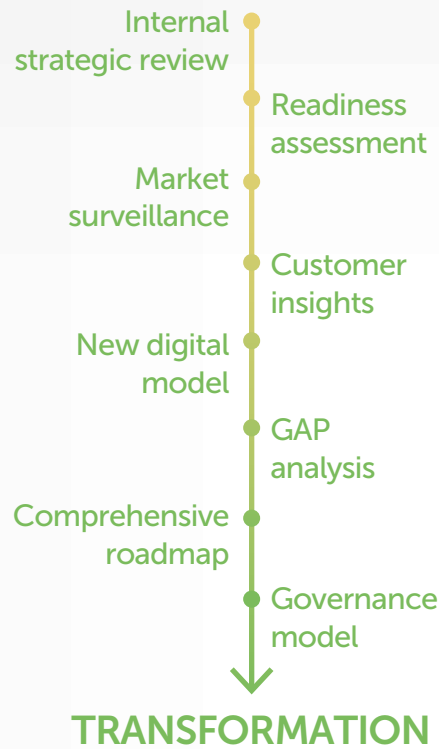 Internal
strategic review
Readiness
assessment
Market
surveillance
Customer
insights
New digital
model
GAP
analysis
Comprehensive
roadmap
Governance
model
TRANSFORMATION